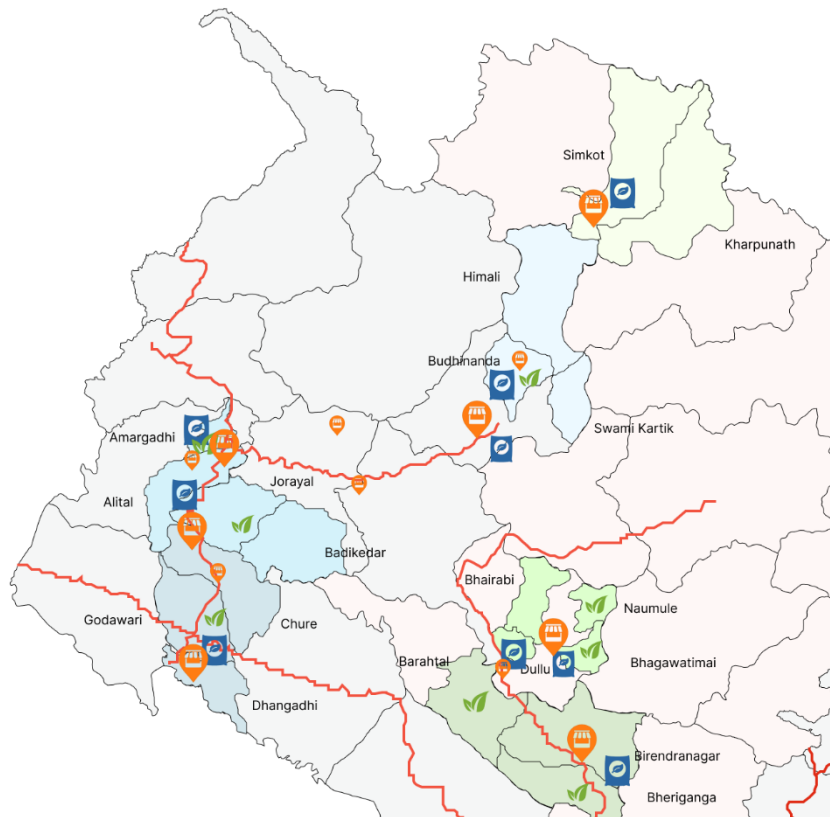 Simkot
Kharpunath
Himali
Budhinanda
Swami Kartik
Amargadhi
Jorayal
Alital
Badikedar
Bhairabi
Naumule
Godawari
Chure
Barahtal
Dullu
Bhagawatimai
Dhangadhi
Birendranagar
Bheriganga